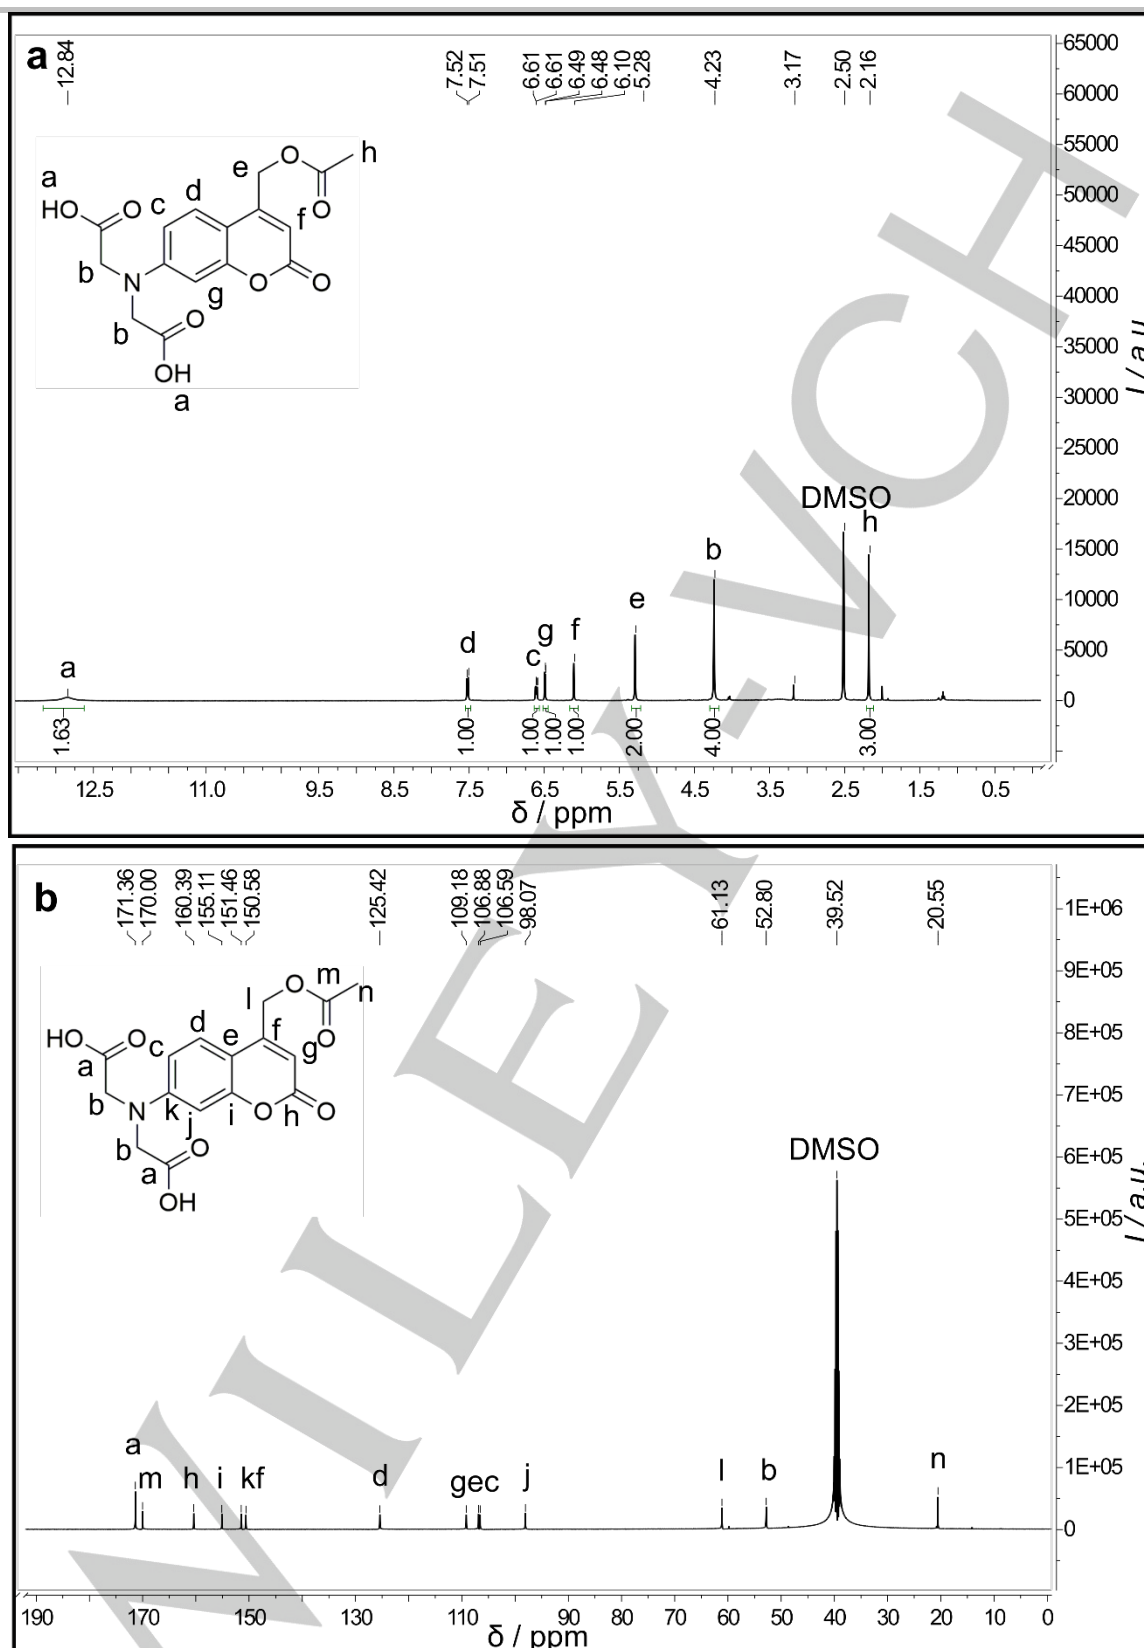 a
12.84
7.52
7.51
6.61
6.61
6.49
6.48
6.10
5.28
4.23
3.17
2.50
2.16
65000
60000
55000
50000
45000
40000
35000
30000
25000
20000
15000
10000
5000
0
I / a.u.
a
HO
O
b
N
b
O
OH
a
c
d
e
O
h
O
f
g
O
O
a
d
c
g
f
e
b
DMSO
h
1.63
1.00
1.00
1.00
1.00
2.00
4.00
3.00
12.5
11.0
9.5
8.5
7.5
6.5
5.5
4.5
3.5
2.5
1.5
0.5
δ / ppm
b
171.36
170.00
160.39
155.11
151.46
150.58
125.42
109.18
106.88
106.59
98.07
61.13
52.80
39.52
20.55
1E+06
9E+05
8E+05
7E+05
6E+05
5E+05
4E+05
3E+05
2E+05
1E+05
0
I / a.u.
HO
O
a
b
N
b
a
O
OH
c
d
e
f
l
O
m
n
O
g
k
j
i
O
h
O
a
m
h
i
kf
d
gec
j
l
b
DMSO
n
190
170
150
130
110
90
80
70
60
50
40
30
20
10
0
δ / ppm
WILEY-VCH